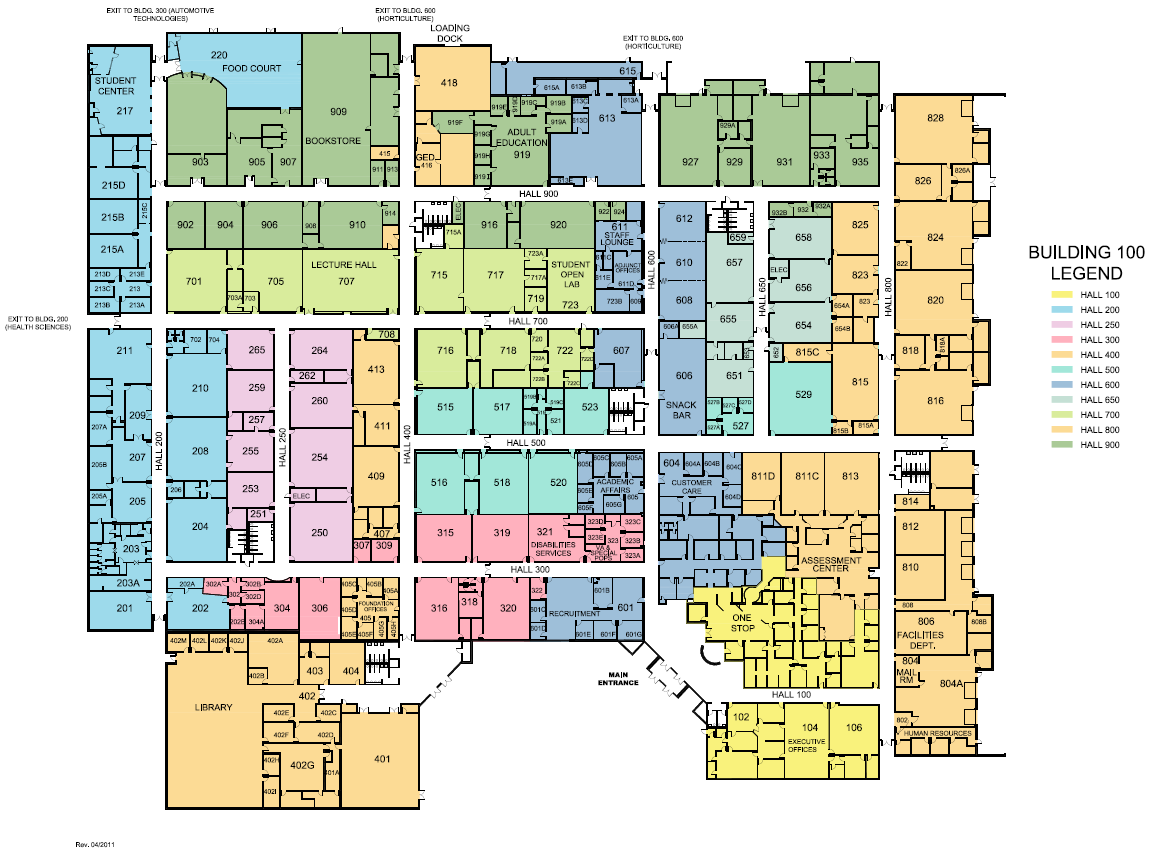 EXIT TO BLDG. 300 (AUTOMOTIVE
TECHNOLOGIES)
EXIT TO BLDG. 600
(HORTICULTURE)
LOADING
DOCK
EXIT TO BLDG. 600
(HORTICULTURE)
STUDENT
CENTER
217
220
FOOD COURT
909
BOOKSTORE
903
905
907
415
911
913
418
615
615A
613B
613C
613A
613D
613
613E
919E
919D
919C
919B
919A
919F
919G
919H
919I
ADULT
EDUCATION
919
GED
416
927
929A
929
931
933
935
828
826
826A
HALL 900
215D
215B
215C
215A
213D
213E
213C
213
213B
213A
902
904
906
908
910
914
701
703A
703
705
LECTURE HALL
707
ELEC
715A
916
920
922
924
611
STAFF
LOUNGE
611C
ADJUNCT
OFFICES
611E
611D
723B
609
715
717
723A
717A
719
STUDENT
OPEN
LAB
723
HALL 600
612
610
608
606A
655A
659
657
655
653
651
HALL 650
932B
932
932A
658
ELEC
656
654
654A
654B
652
825
823
823
HALL 800
824
822
820
818
818A
816
BUILDING 100
LEGEND
HALL 100
HALL 200
HALL 250
HALL 300
HALL 400
HALL 500
HALL 600
HALL 650
HALL 700
HALL 800
HALL 900
EXIT TO BLDG, 200
(HEALTH SCIENCES)
HALL 700
211
209
207A
207
205B
205A
205
203
203A
201
HALL 200
702
704
210
208
206
204
265
259
257
255
253
251
HALL 250
264
262
260
254
ELEC
250
708
413
411
409
407
307
309
HALL 400
716
718
720
722A
722B
722
722D
722C
607
515
517
519B
519A
519C
521
523
606
SNACK
BAR
527B
527C
527D
527A
527
815C
529
815
815B
815A
HALL 500
516
518
520
605D
605C
605B
605A
ACADEMIC
AFFAIRS
605E
605G
605
605F
315
319
321
DISABILITIES
SERVICES
323D
323C
323E
323
323B
323A
VA &
SPECIAL
POPS
604
604A
604B
604C
604D
CUSTOMER
CARE
811D
811C
813
814
812
810
808
ASSESSMENT
CENTER
HALL 300
202A
302A
302B
302
302D
202
202B
304A
304
306
405C
405B
405A
FOUNDATION
OFFICES
405D
405
405E
405F
405G
405H
316
318
320
322
601C
601D
RECRUITMENT
601B
601
601E
601F
601G
ONE
STOP
806
FACILITIES
DEPT.
808B
804
MAIL
RM
804A
802
HUMAN RESOURCES
402M
402L
402K
402J
402A
402B
403
404
402
LIBRARY
402E
402C
402F
402D
402H
402G
401A
402I
401
MAIN
ENTRANCE
HALL 100
102
104
EXECUTIVE
OFFICES
106
Rev. 04/2011